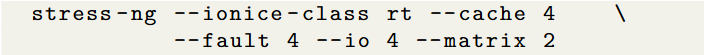 stress-ng --ionice-class rt --cache 4 \
--fault 4 --io 4 --matrix 2